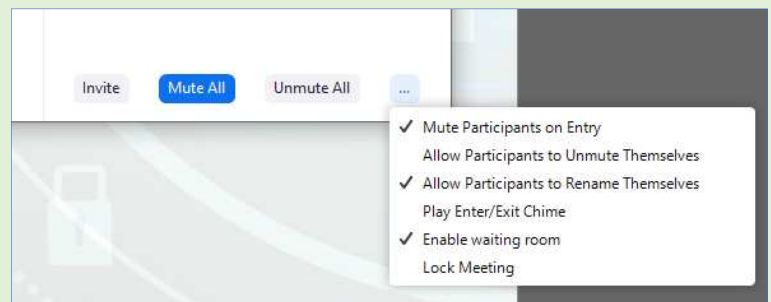 Invite Mute All Unmute All ...
✓ Mute Participants on Entry
Allow Participants to Unmute Themselves
✓ Allow Participants to Rename Themselves
Play Enter/Exit Chime
✓ Enable waiting room
Lock Meeting